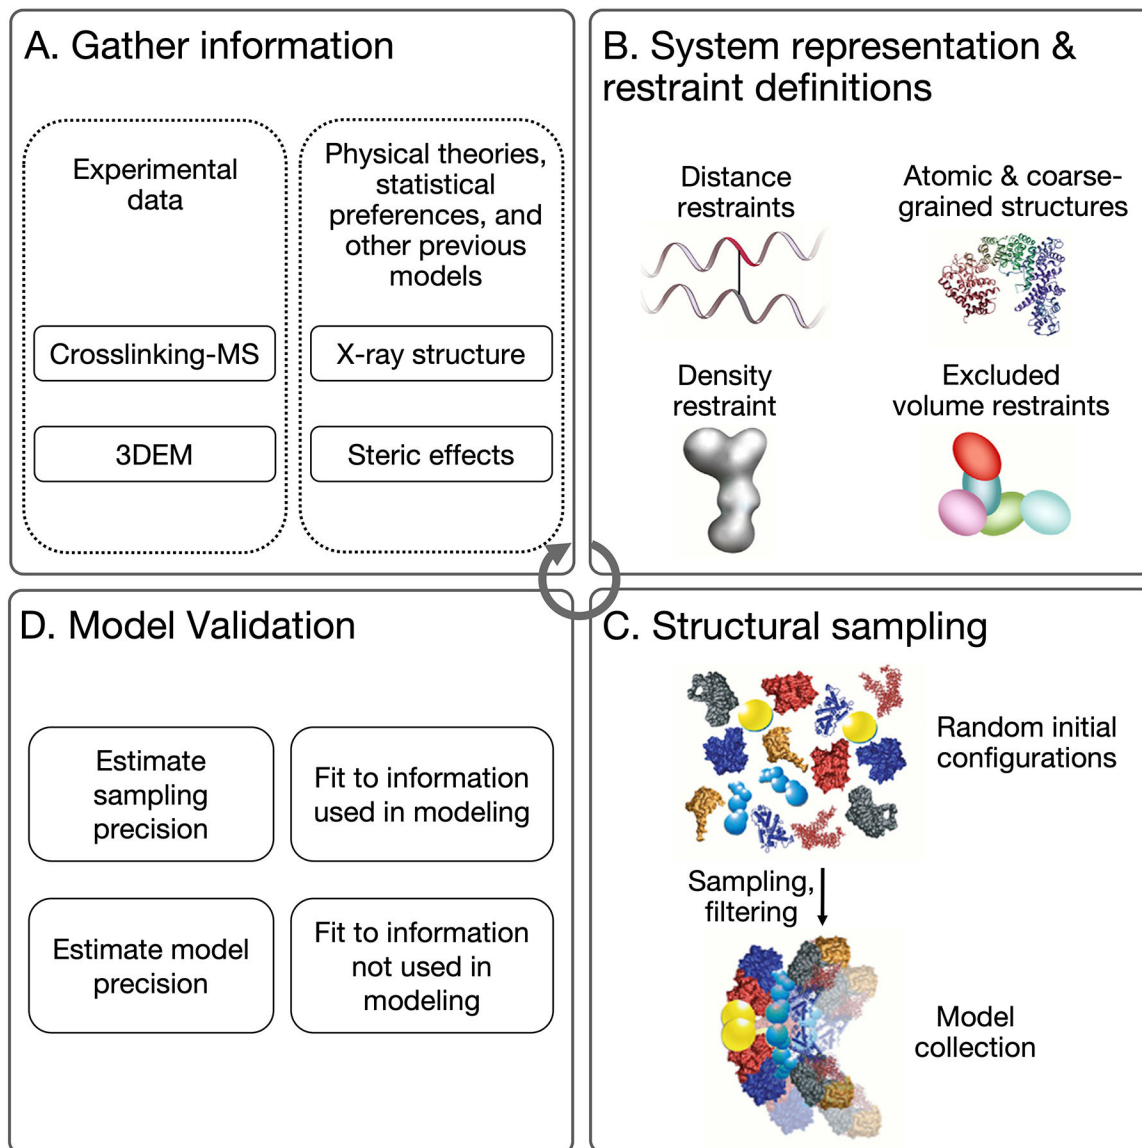 A. Gather information
Experimental
data
Crosslinking-MS
3DEM
Physical theories,
statistical
preferences, and
other previous
models
X-ray structure
Steric effects
B. System representation &
restraint definitions
Distance
restraints
Atomic & coarse-
grained structures
Density
restraint
Excluded
volume restraints
C. Structural sampling
Random initial
configurations
Sampling,
filtering
Model
collection
D. Model Validation
Estimate
sampling
precision
Fit to information
used in modeling
Estimate model
precision
Fit to information
not used in
modeling